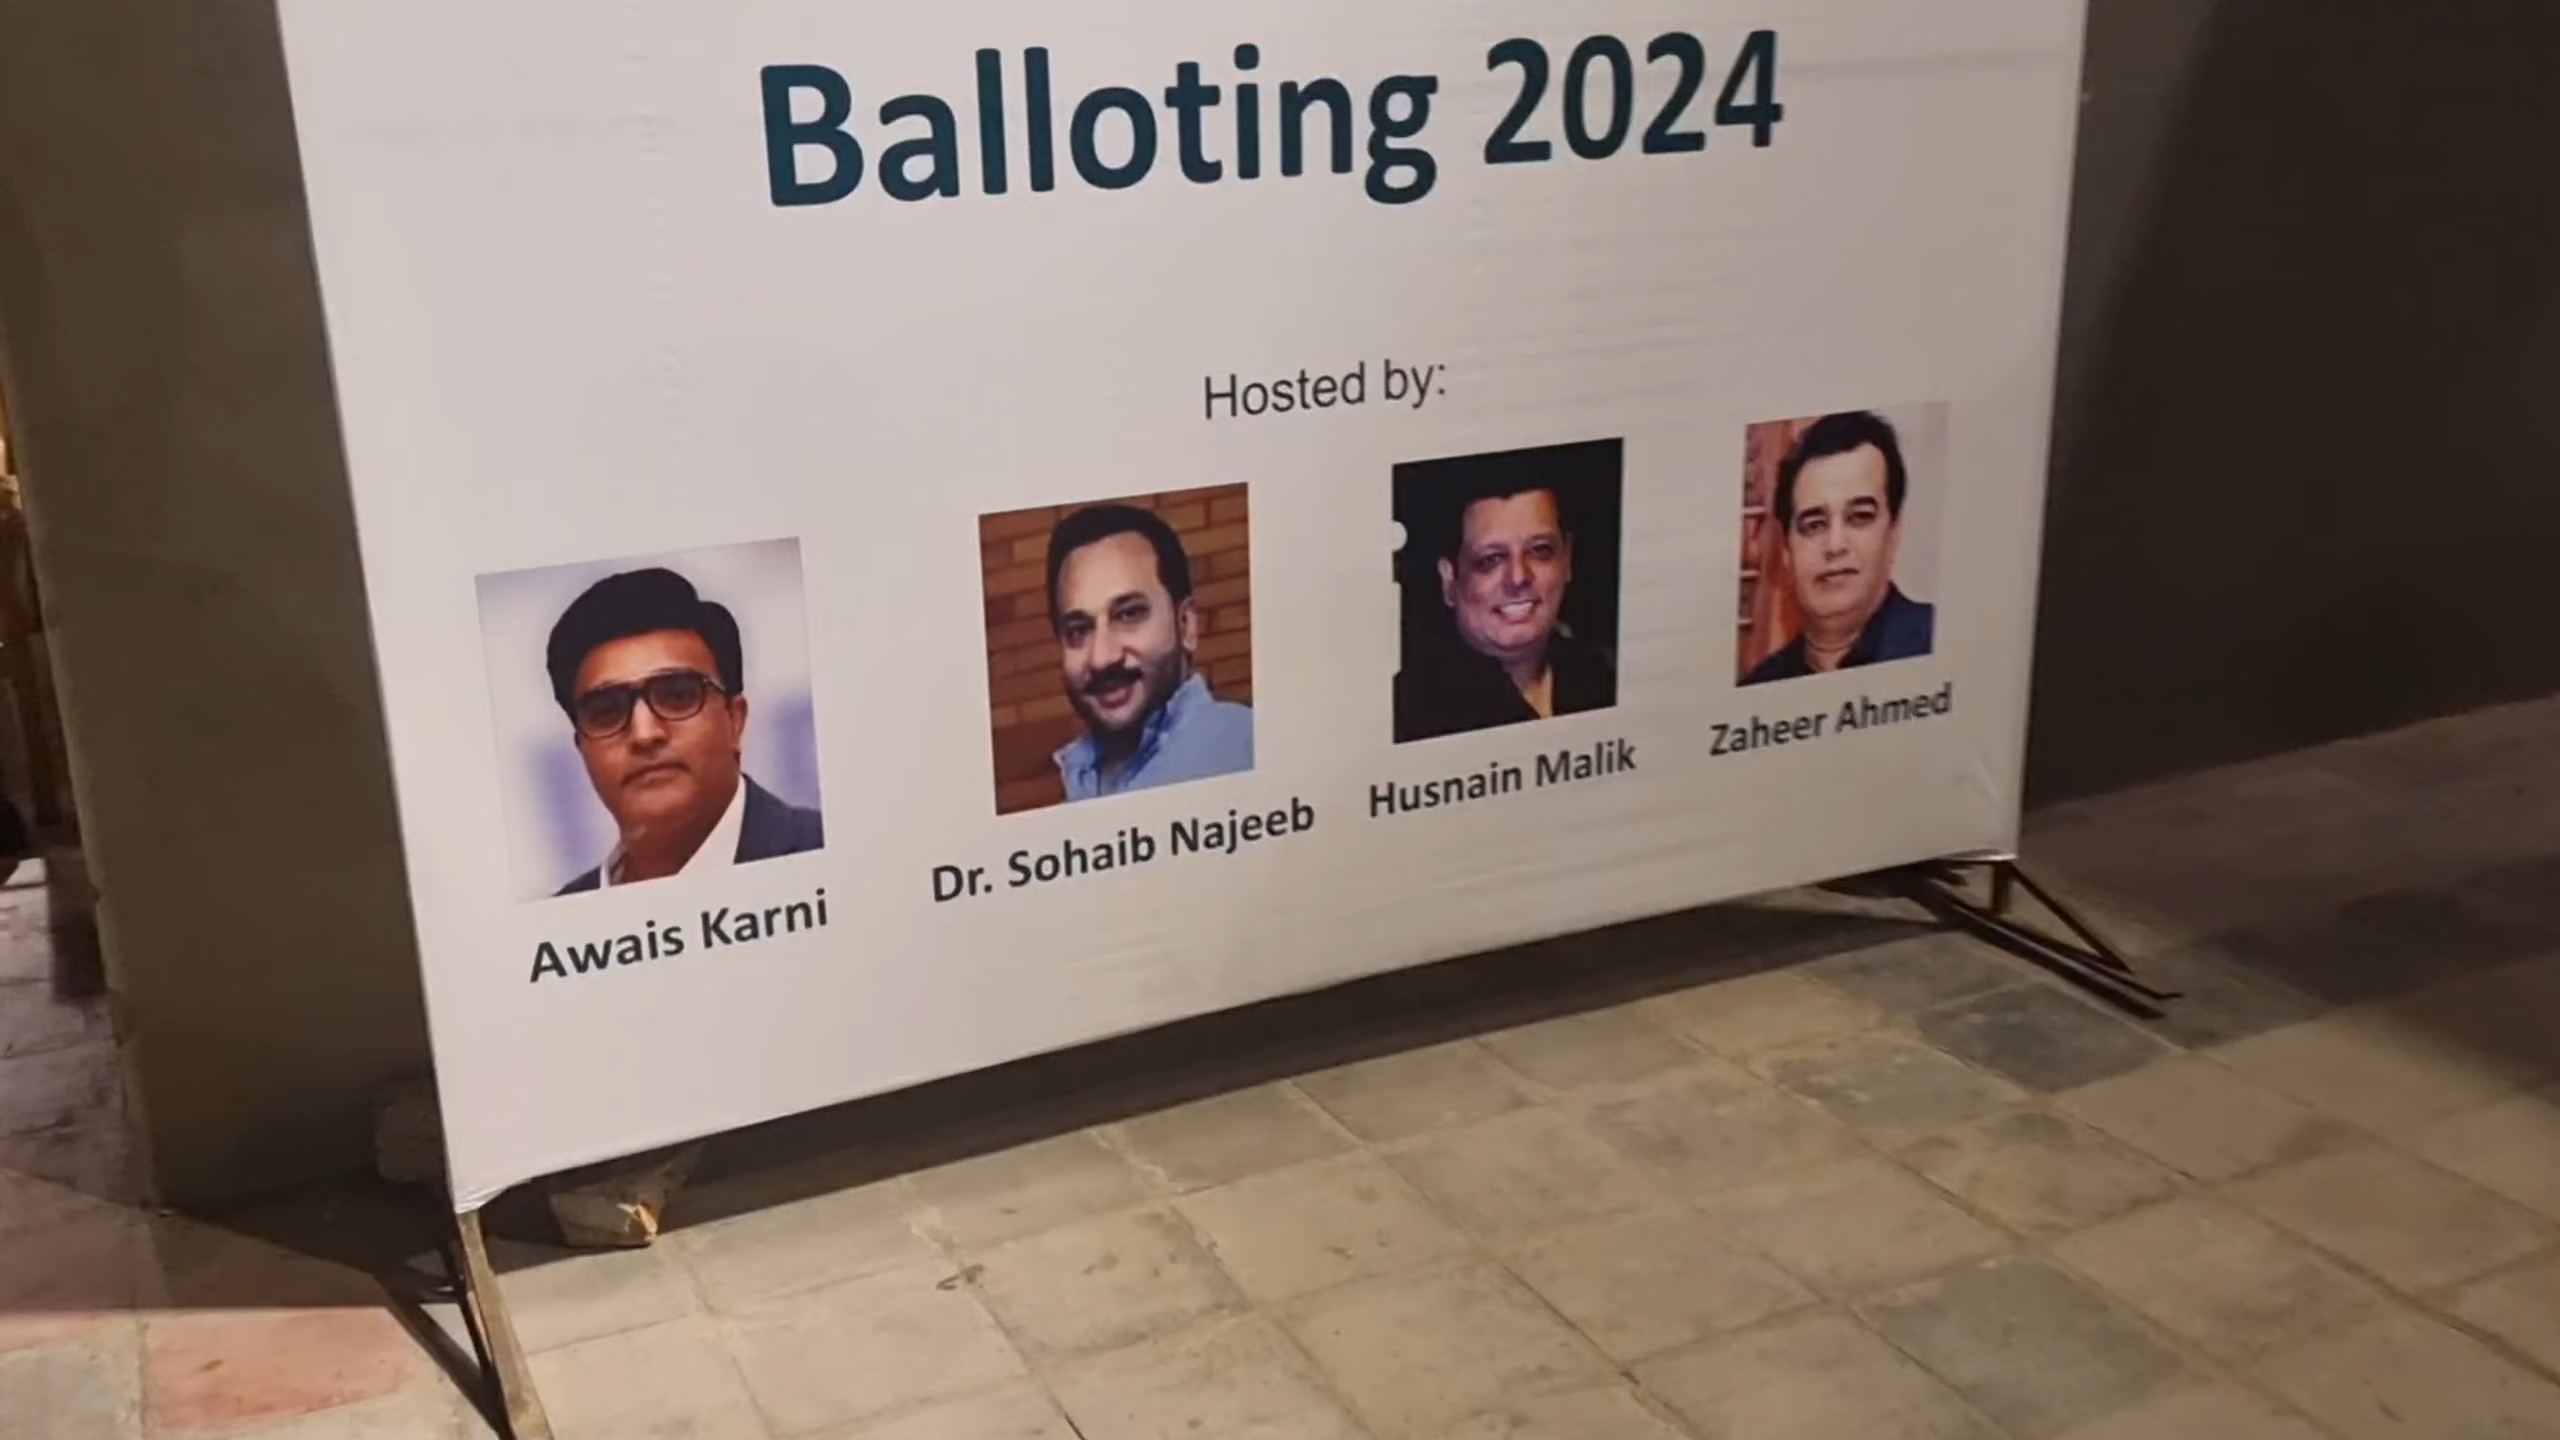 Balloting 2024
Hosted by:
Awais Karni
Dr. Sohaib Najeeb
Husnain Malik
Zaheer Ahmed